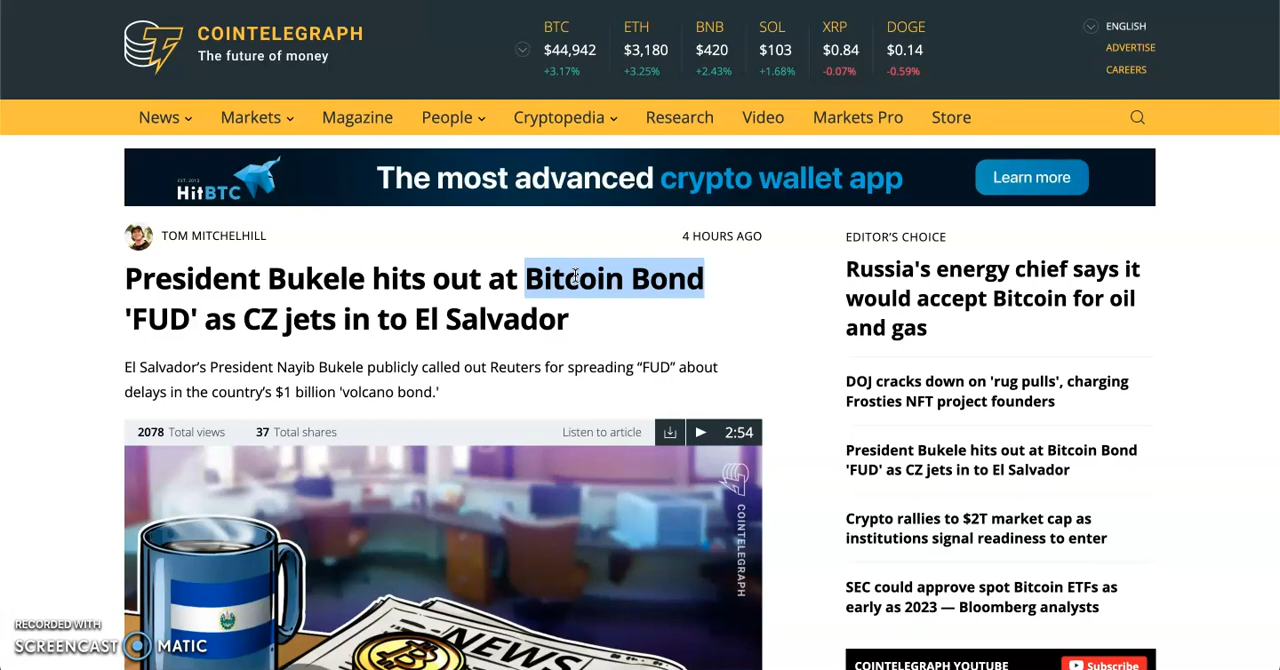 COINTELEGRAPH
The future of money
BTC
$44,942
+3.17%
ETH
$3,180
+3.25%
BNB
$420
+2.43%
SOL
$103
+1.68%
XRP
$0.84
-0.07%
DOGE
$0.14
-0.59%
ENGLISH
ADVERTISE
CAREERS
News Markets Magazine People Cryptopedia Research Video Markets Pro Store
EST. 2013
HitBTC
The most advanced crypto wallet app
Learn more
TOM MITCHELHILL
4 HOURS AGO
President Bukele hits out at Bitcoin Bond
'FUD' as CZ jets in to El Salvador
El Salvador’s President Nayib Bukele publicly called out Reuters for spreading “FUD” about
delays in the country’s $1 billion 'volcano bond.'
2078 Total views 37 Total shares
Listen to article
2:54
COINTELEGRAPH
NEWS
EDITOR’S CHOICE
Russia's energy chief says it
would accept Bitcoin for oil
and gas
DOJ cracks down on 'rug pulls', charging
Frosties NFT project founders
President Bukele hits out at Bitcoin Bond
'FUD' as CZ jets in to El Salvador
Crypto rallies to $2T market cap as
institutions signal readiness to enter
SEC could approve spot Bitcoin ETFs as
early as 2023 — Bloomberg analysts
COINTELEGRAPH YOUTUBE
Subscribe
RECORDED WITH
SCREENCAST MATIC